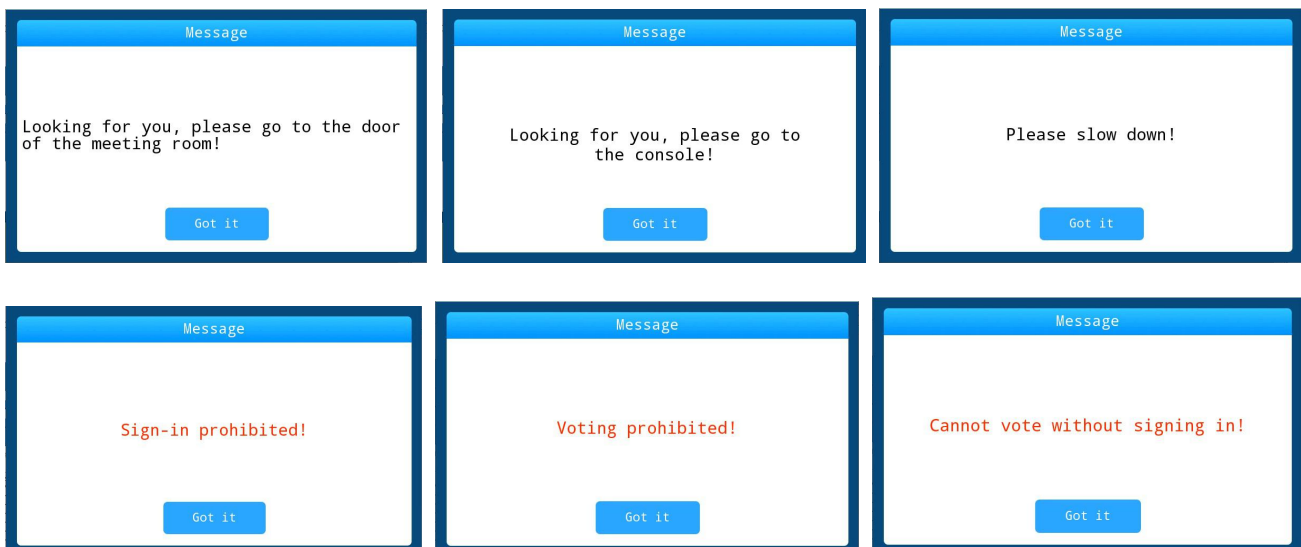 Message
Looking for you, please go to the door
of the meeting room!
Got it
Message
Looking for you, please go to
the console!
Got it
Message
Please slow down!
Got it
Message
Sign-in prohibited!
Got it
Message
Voting prohibited!
Got it
Message
Cannot vote without signing in!
Got it